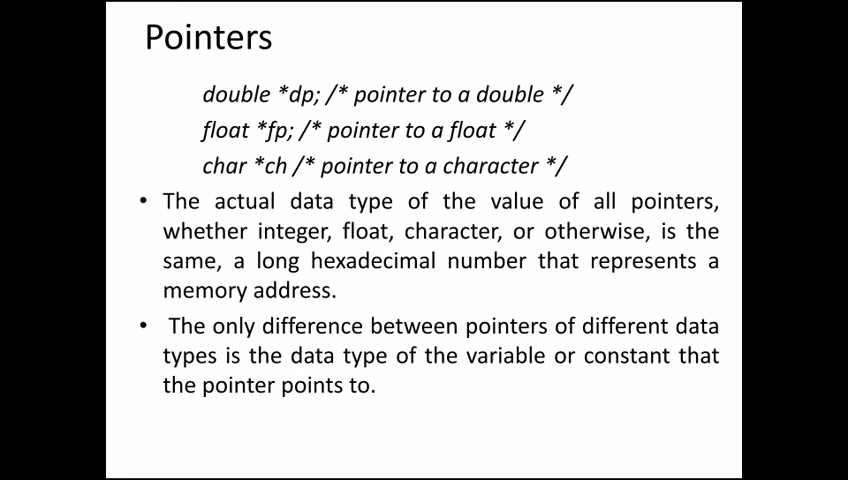 Pointers
double *dp; /* pointer to a double */
float *fp; /* pointer to a float */
char *ch /* pointer to a character */
• The actual data type of the value of all pointers,
whether integer, float, character, or otherwise, is the
same, a long hexadecimal number that represents a
memory address.
• The only difference between pointers of different data
types is the data type of the variable or constant that
the pointer points to.